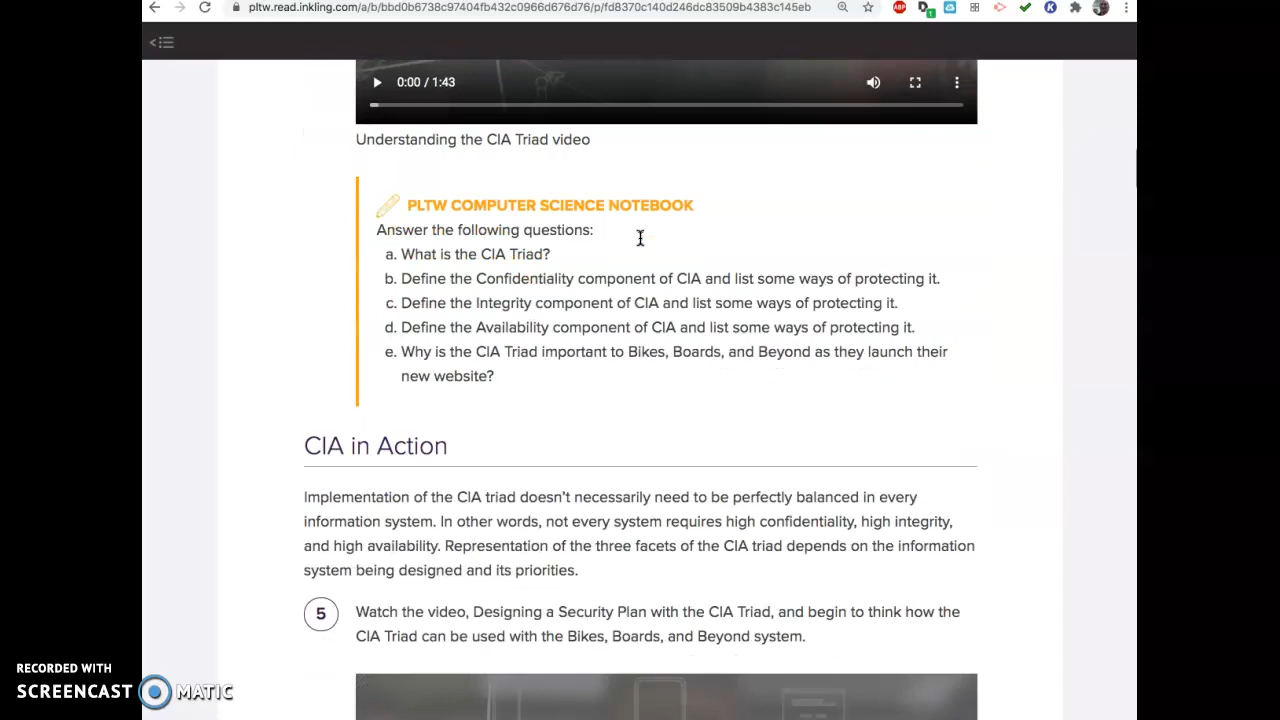 pltw.read.inkling.com/a/b/bbd0b6738c97404fb432c0966d676d76/p/fd8370c140d246dc83509b4383c145eb
ABP
1
K
0:00 / 1:43
Understanding the CIA Triad video
PLTW COMPUTER SCIENCE NOTEBOOK
Answer the following questions:
a. What is the CIA Triad?
b. Define the Confidentiality component of CIA and list some ways of protecting it.
c. Define the Integrity component of CIA and list some ways of protecting it.
d. Define the Availability component of CIA and list some ways of protecting it.
e. Why is the CIA Triad important to Bikes, Boards, and Beyond as they launch their
new website?
CIA in Action
Implementation of the CIA triad doesn't necessarily need to be perfectly balanced in every
information system. In other words, not every system requires high confidentiality, high integrity,
and high availability. Representation of the three facets of the CIA triad depends on the information
system being designed and its priorities.
5 Watch the video, Designing a Security Plan with the CIA Triad, and begin to think how the
CIA Triad can be used with the Bikes, Boards, and Beyond system.
RECORDED WITH
SCREENCAST MATIC